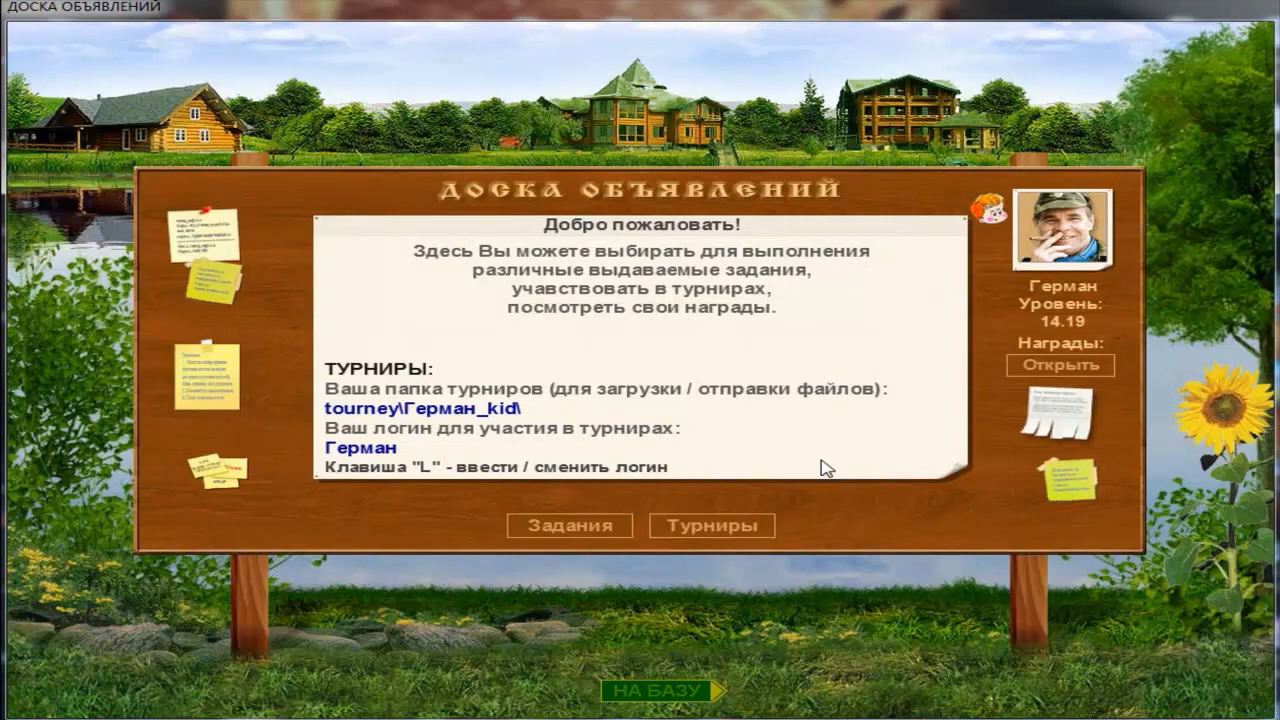 ДОСКА ОБЪЯВЛЕНИЙ
ДОСКА ОБЪЯВЛЕНИЙ
Добро пожаловать!
Здесь Вы можете выбирать для выполнения
различные выдаваемые задания,
учавствовать в турнирах,
посмотреть свои награды.
ТУРНИРЫ:
Ваша папка турниров (для загрузки / отправки файлов):
tourney\Герман_kid\
Ваш логин для участия в турнирах:
Герман
Клавиша "L" - ввести / сменить логин
Герман
Уровень:
14.19
Награды:
Открыть
Задания
Турниры
НА БАЗУ